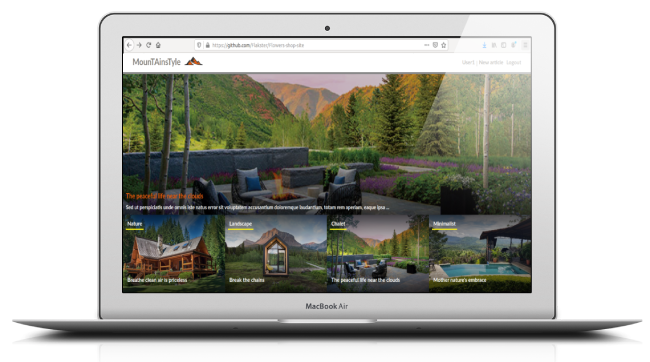 https://github.com/Flatster/Flowers-shop-site
MounTAinsTyle
User1 New article Logout
The peaceful life near the clouds
Sed ut perspiciatis unde omnis iste natus error sit voluptatem accusantium doloremque laudantium, totam rem aperiam, eaque ipsa ...
Nature
Landscape
Chalet
Minimalist
Breathe clean air is priceless
Break the chains
The peaceful life near the clouds
Mother nature's embrace
MacBook Air